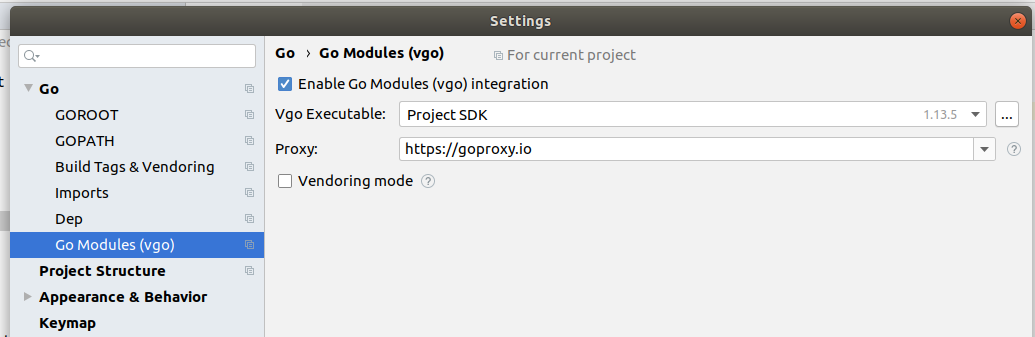 Settings
Go › Go Modules (vgo) For current project
Enable Go Modules (vgo) integration
Vgo Executable: Project SDK 1.13.5 ...
Proxy: https://goproxy.io ?
Vendoring mode ?
Go
GOROOT
GOPATH
Build Tags & Vendoring
Imports
Dep
Go Modules (vgo)
Project Structure
Appearance & Behavior
Keymap